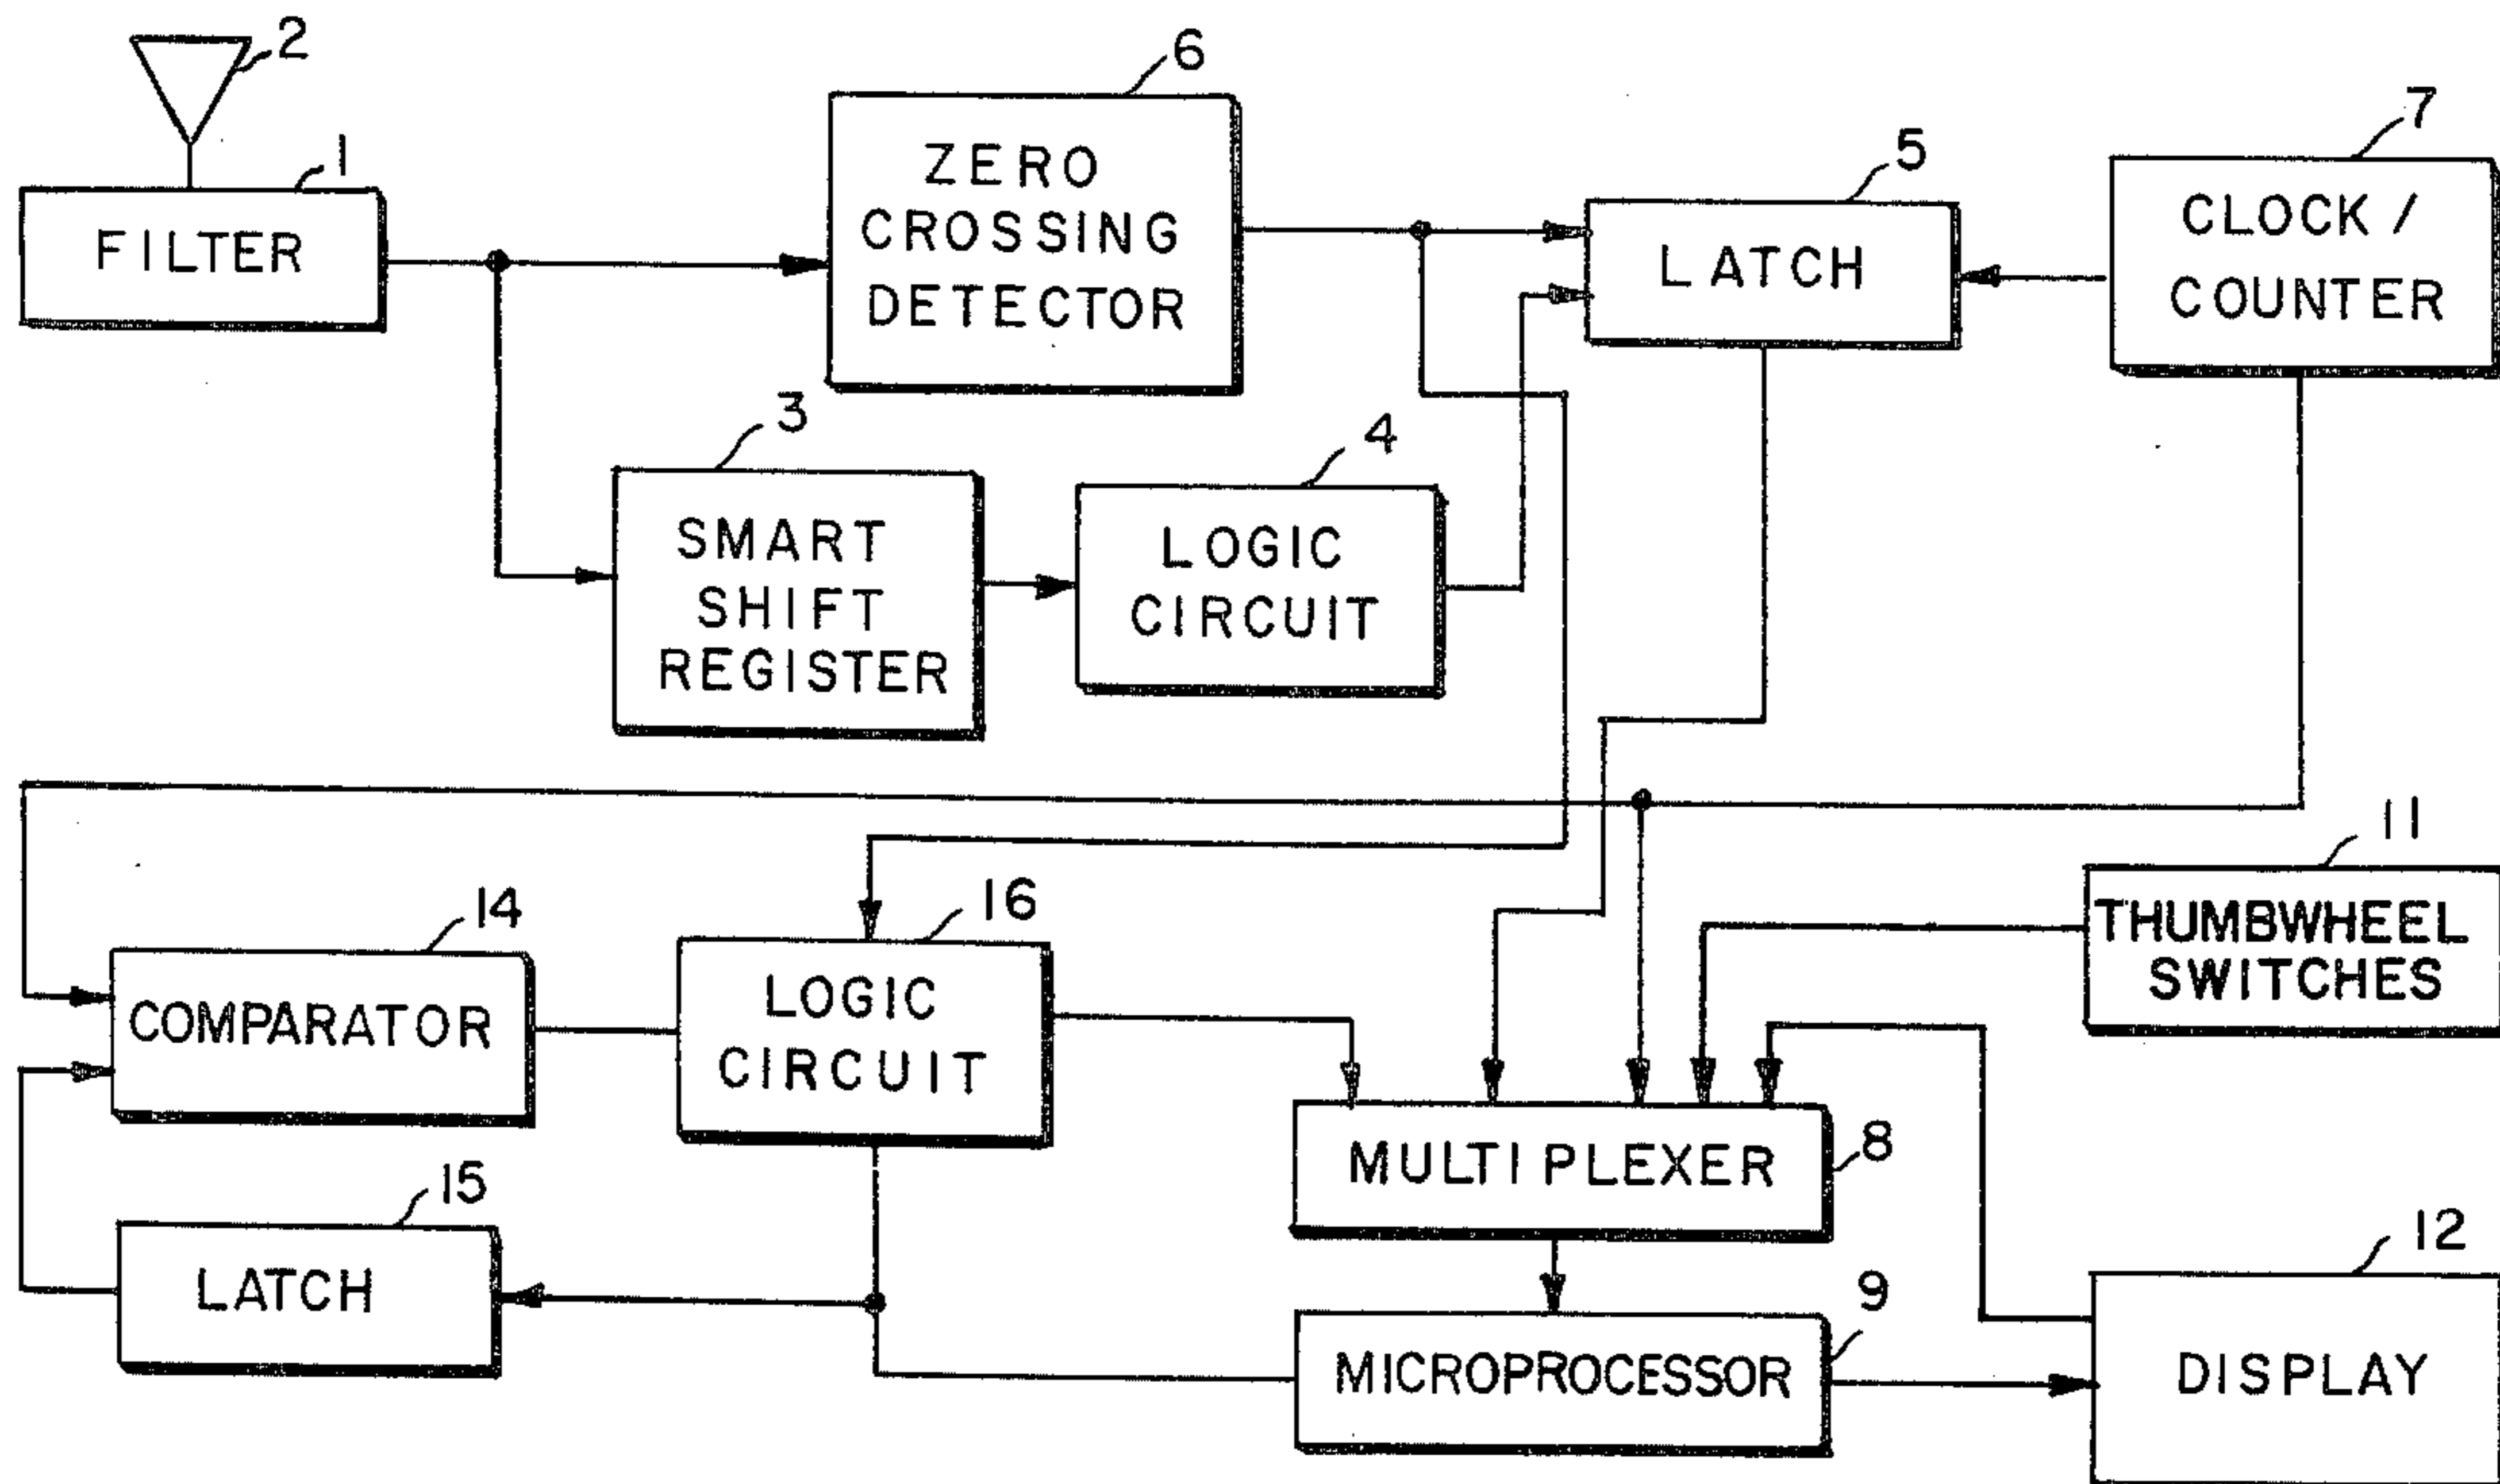 2
6
7
1
5
ZERO
CROSSING
DETECTOR
FILTER
LATCH
CLOCK /
COUNTER
3
4
SMART
SHIFT
REGISTER
LOGIC
CIRCUIT
11
THUMBWHEEL
SWITCHES
14
16
COMPARATOR
LOGIC
CIRCUIT
8
MULTIPLEXER
15
LATCH
12
9
MICROPROCESSOR
DISPLAY